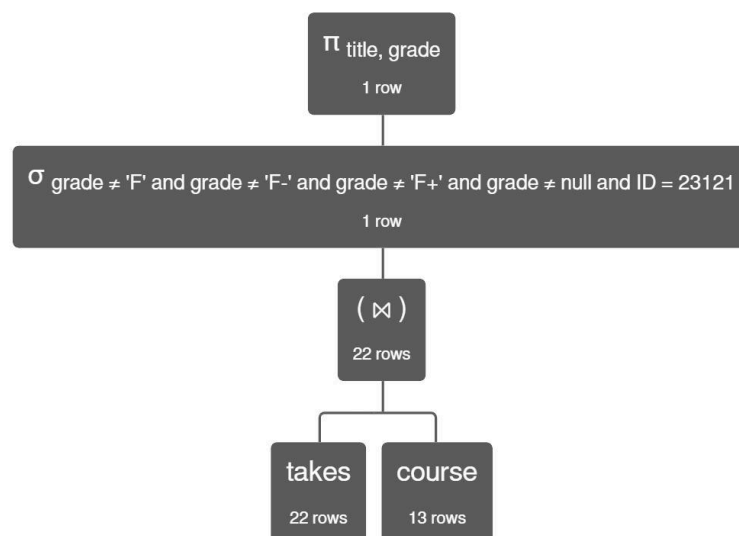 π title, grade
1 row
σ grade ≠ 'F' and grade ≠ 'F-' and grade ≠ 'F+' and grade ≠ null and ID = 23121
1 row
( ⋈ )
22 rows
takes
22 rows
course
13 rows